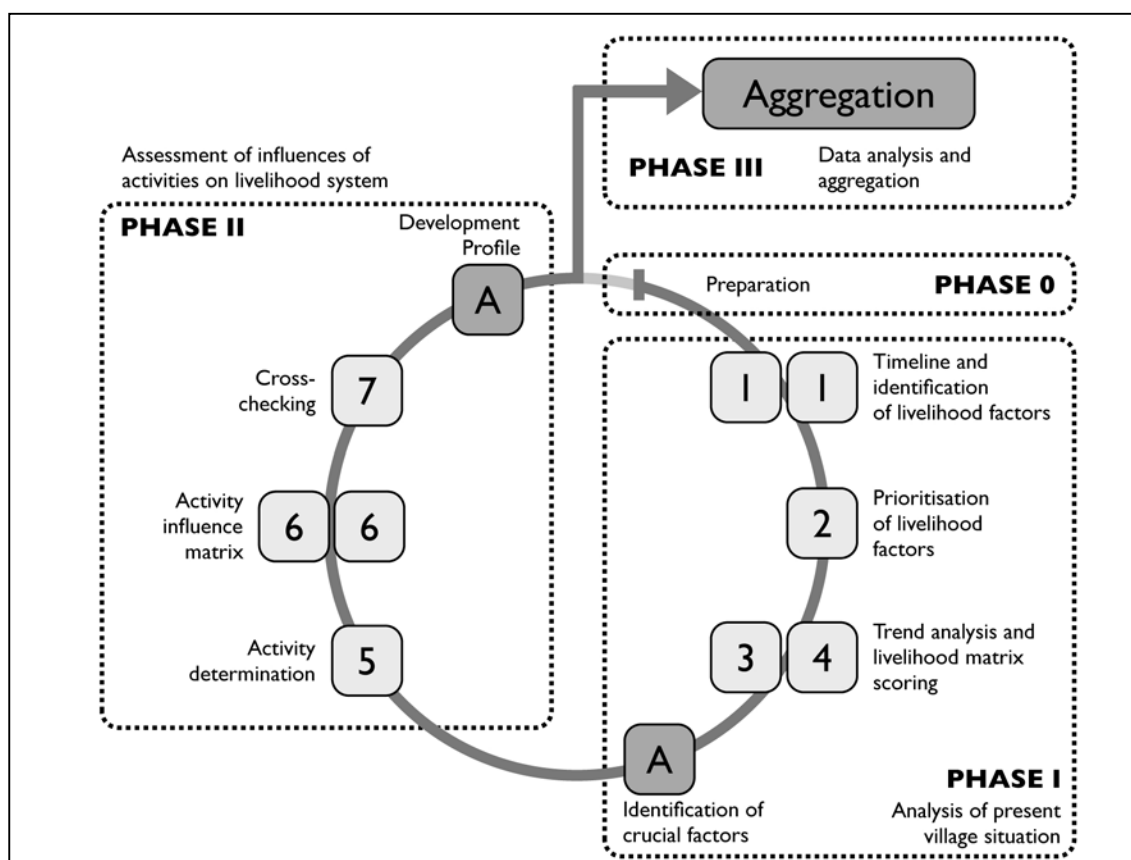 Aggregation
PHASE III
Data analysis and
aggregation
Assessment of influences of
activities on livelihood system
PHASE II
Development
Profile
A
Preparation
PHASE 0
Cross-
checking
7
1
1
Timeline and
identification
of livelihood factors
Activity
influence
matrix
6
6
2
Prioritisation
of livelihood
factors
Activity
determination
5
3
4
Trend analysis and
livelihood matrix
scoring
A
Identification of
crucial factors
PHASE I
Analysis of present
village situation